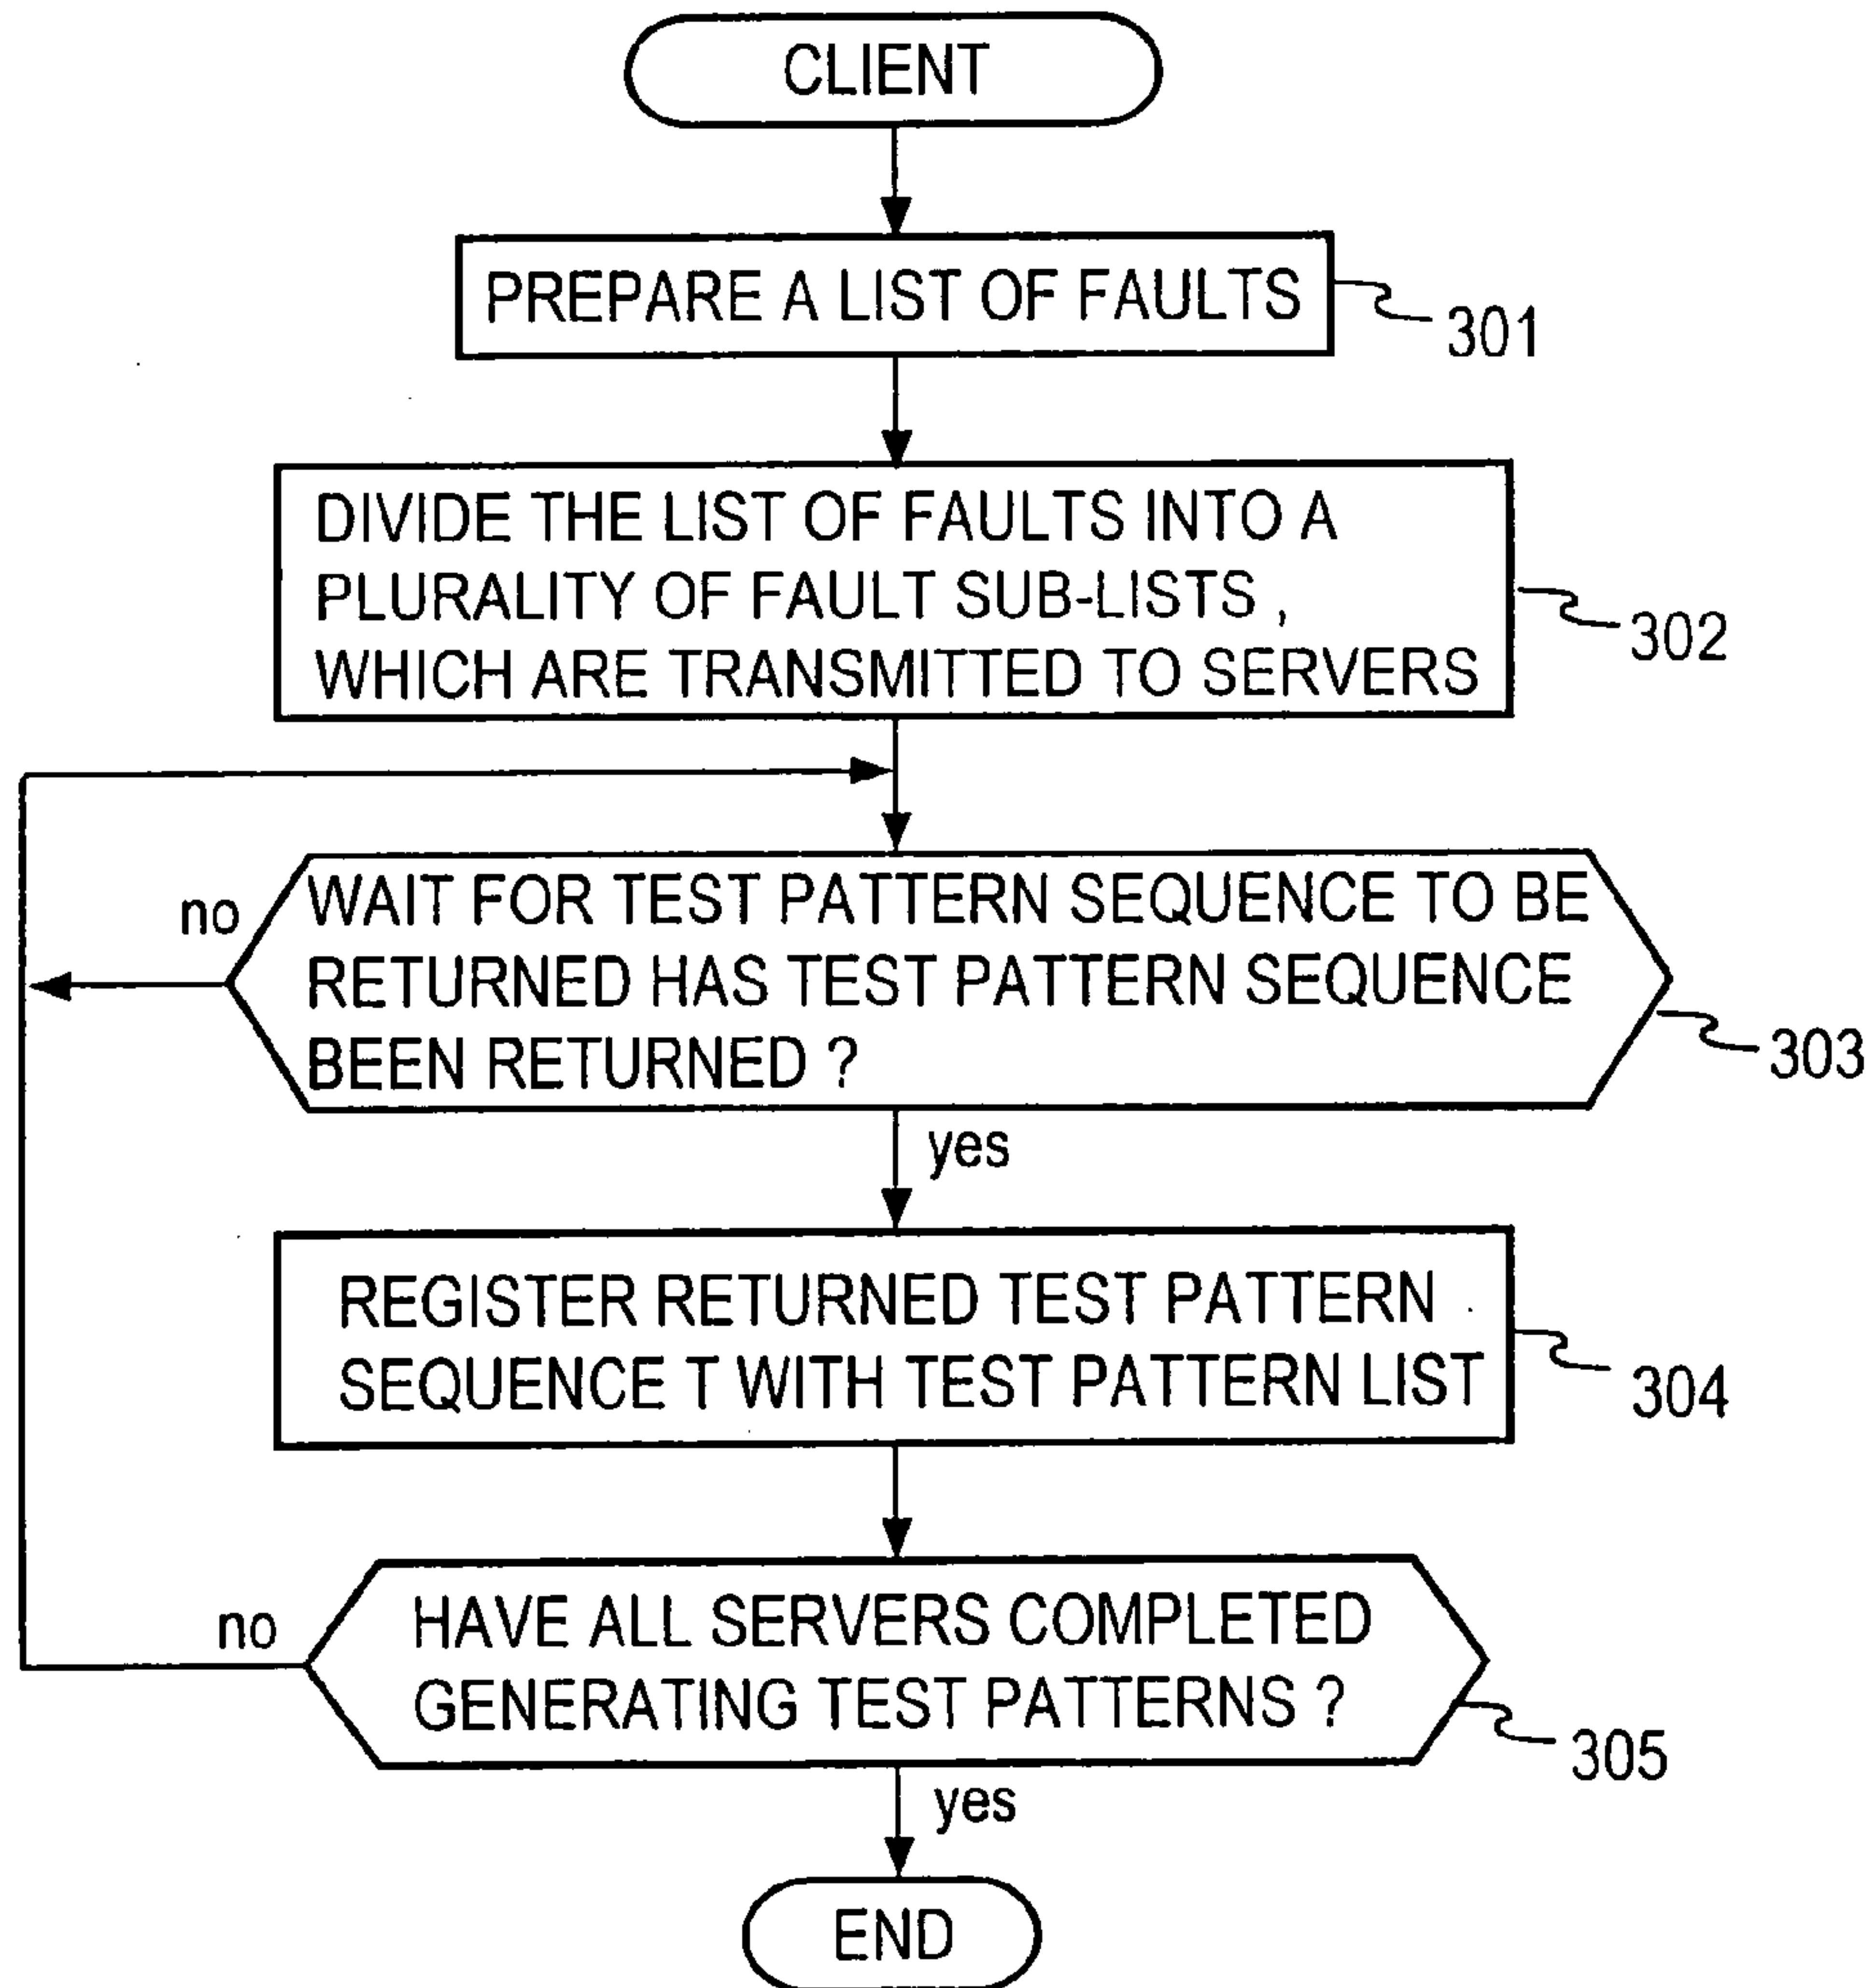 CLIENT
PREPARE A LIST OF FAULTS
301
DIVIDE THE LIST OF FAULTS INTO A
PLURALITY OF FAULT SUB-LISTS ,
WHICH ARE TRANSMITTED TO SERVERS
302
no
WAIT FOR TEST PATTERN SEQUENCE TO BE
RETURNED HAS TEST PATTERN SEQUENCE
BEEN RETURNED ?
303
yes
REGISTER RETURNED TEST PATTERN
SEQUENCE T WITH TEST PATTERN LIST
304
no
HAVE ALL SERVERS COMPLETED
GENERATING TEST PATTERNS ?
305
yes
END